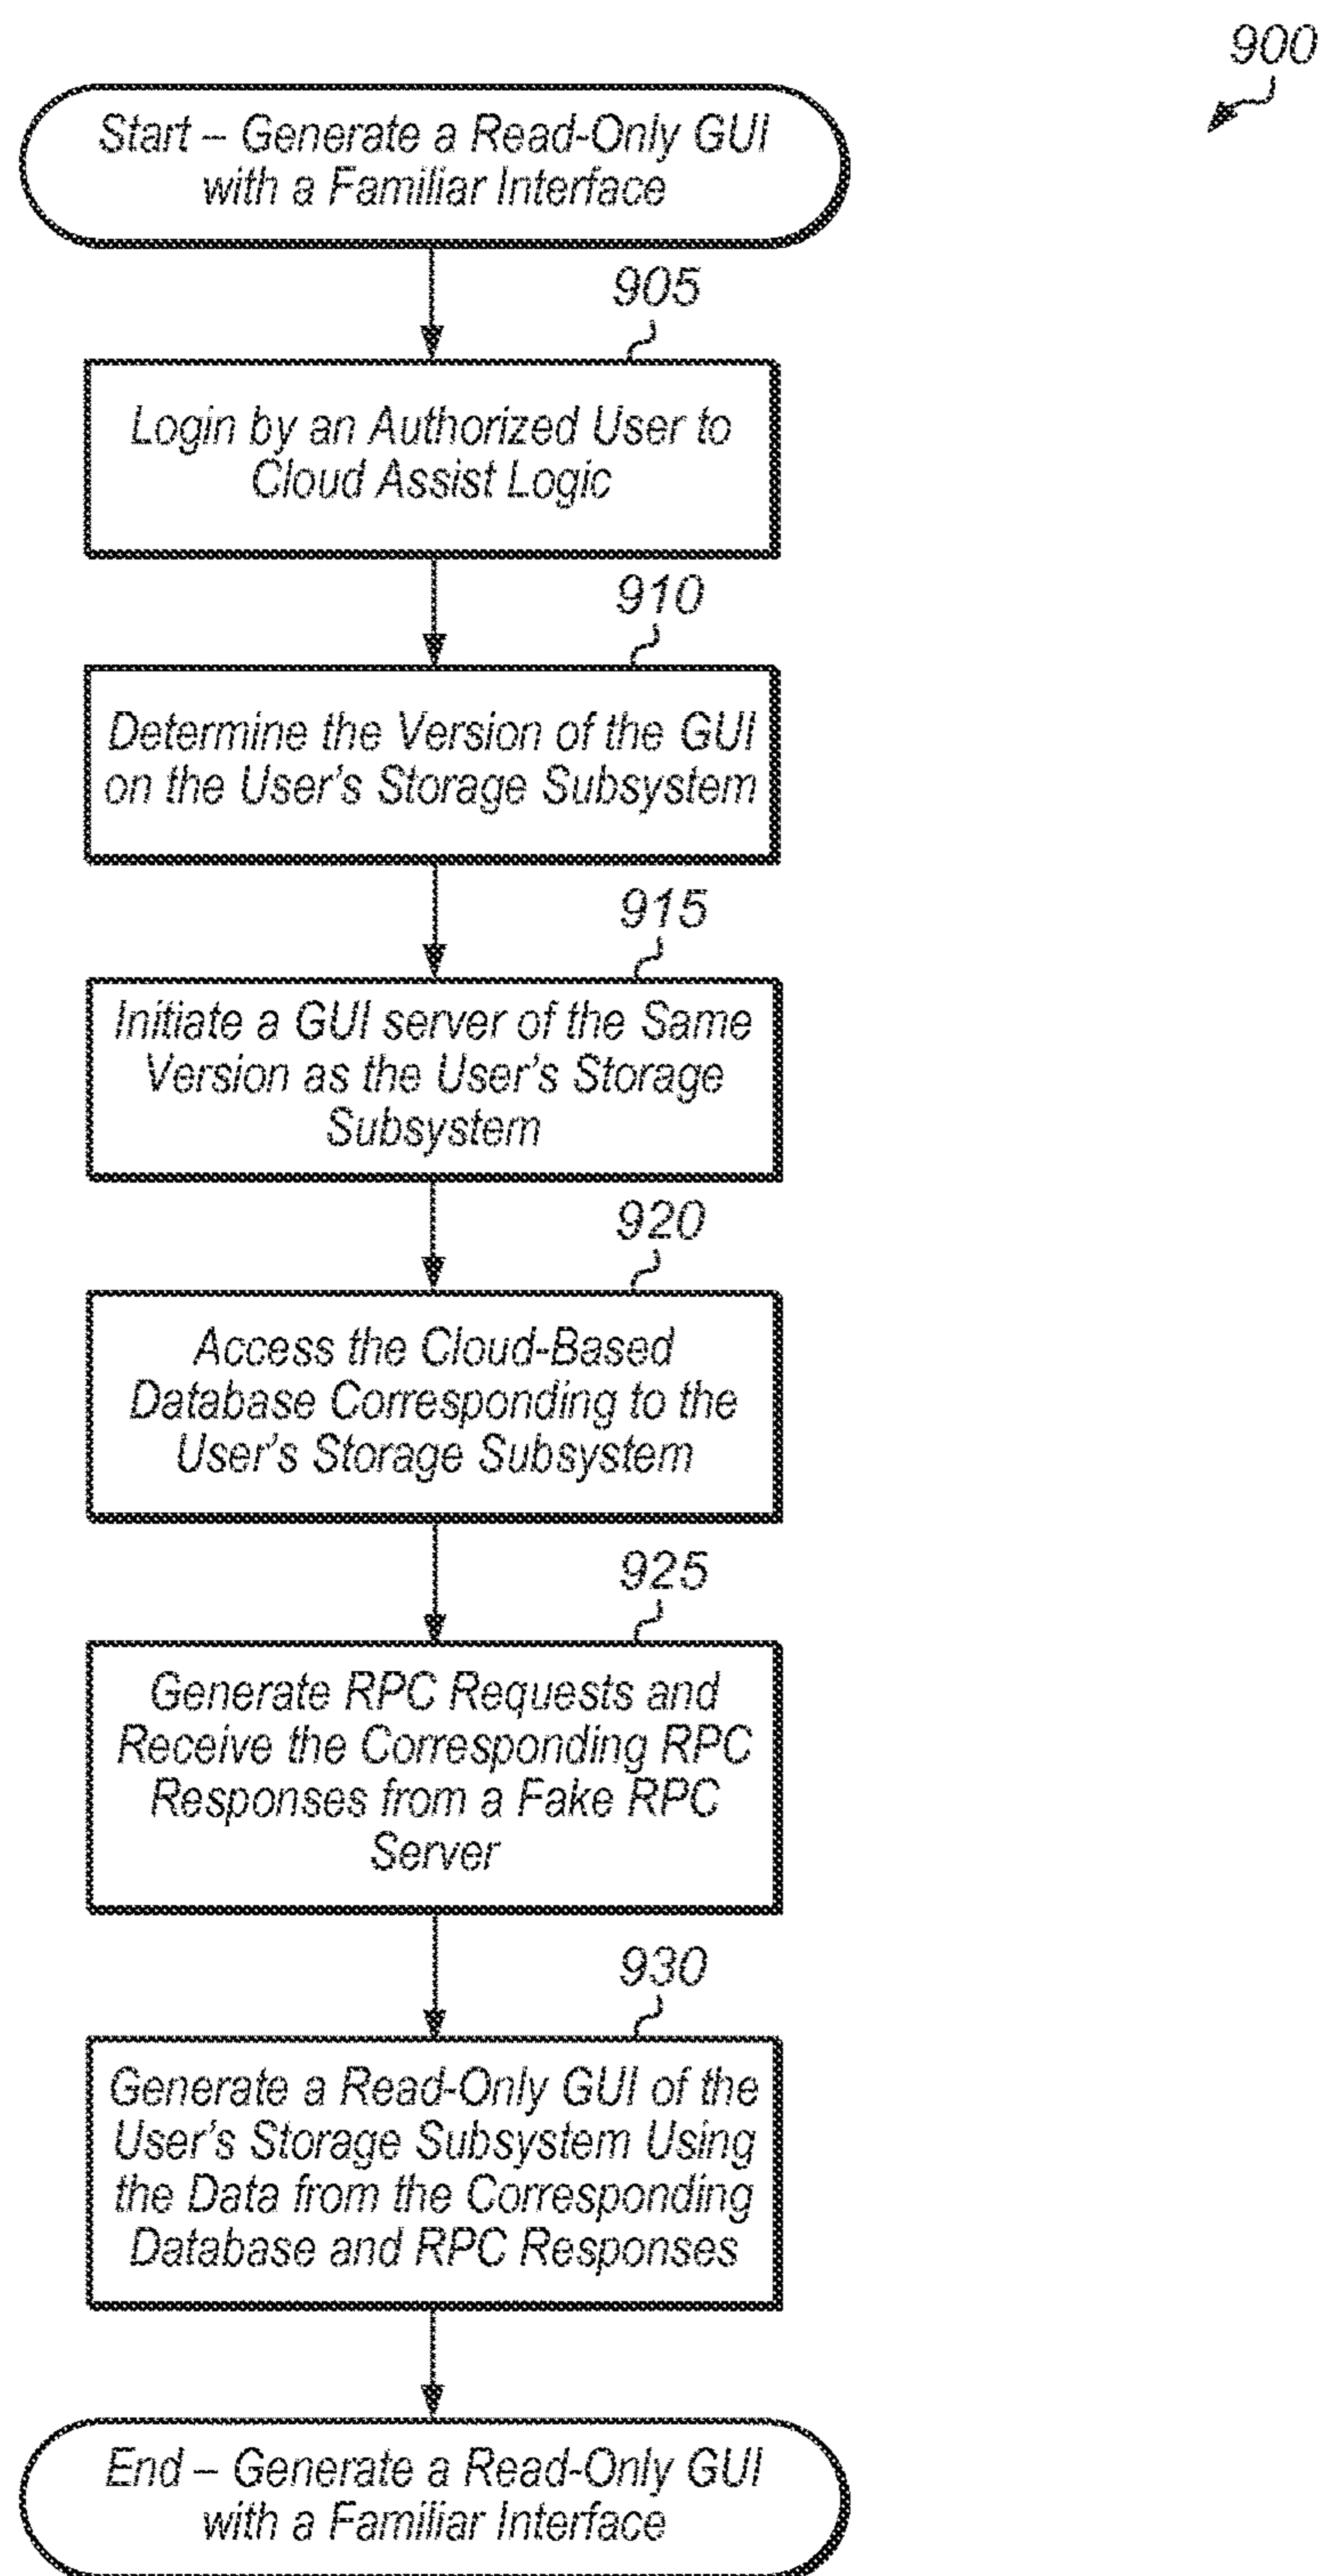 900
Start – Generate a Read-Only GUI
with a Familiar Interface
905
Login by an Authorized User to
Cloud Assist Logic
910
Determine the Version of the GUI
on the User's Storage Subsystem
915
Initiate a GUI server of the Same
Version as the User's Storage
Subsystem
920
Access the Cloud-Based
Database Corresponding to the
User's Storage Subsystem
925
Generate RPC Requests and
Receive the Corresponding RPC
Responses from a Fake RPC
Server
930
Generate a Read-Only GUI of the
User's Storage Subsystem Using
the Data from the Corresponding
Database and RPC Responses
End – Generate a Read-Only GUI
with a Familiar Interface